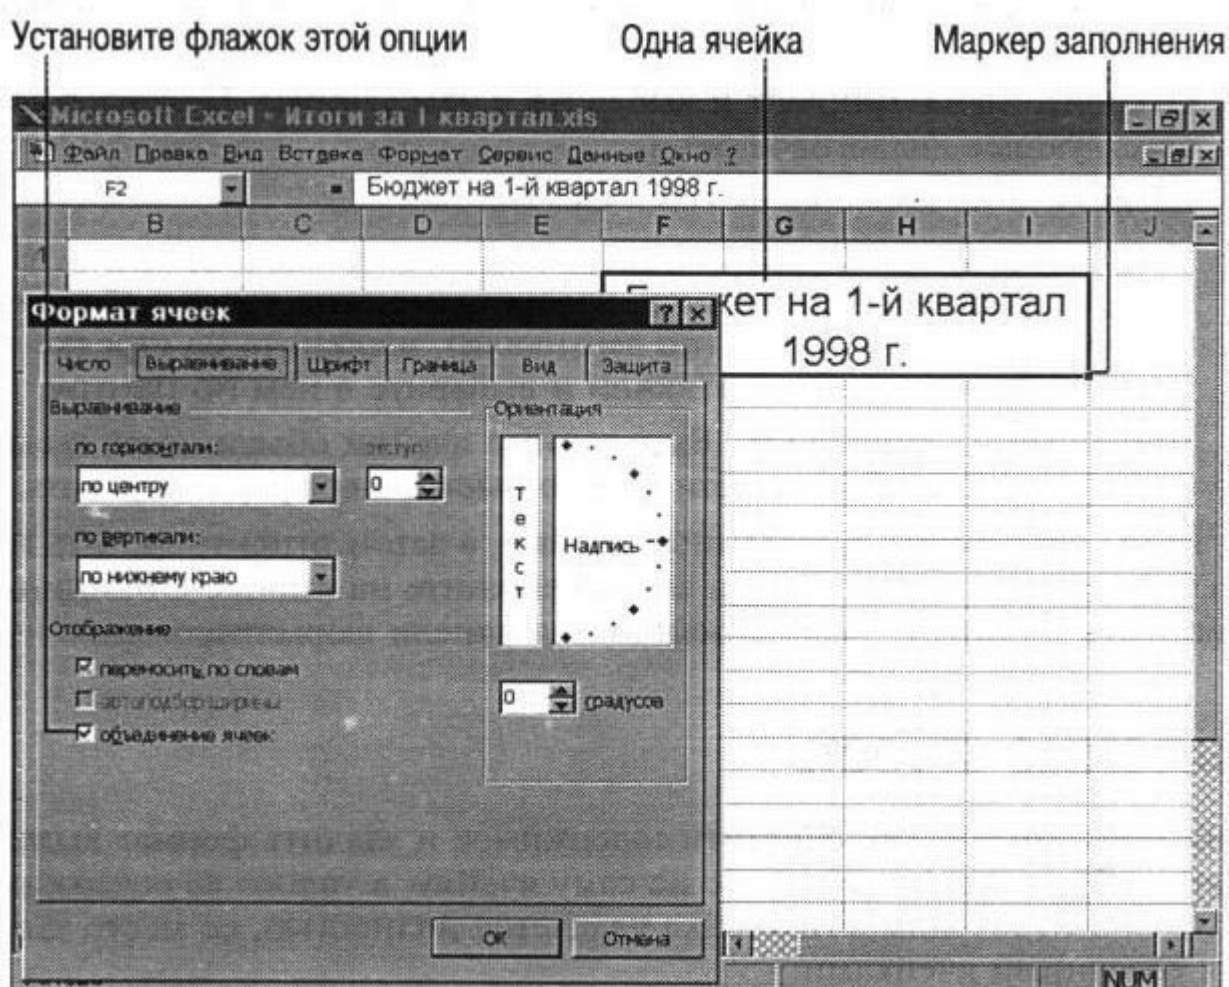 Установите флажок этой опции
Одна ячейка
Маркер заполнения
Microsoft Excel - Итоги за I квартал.xls
Файл Правка Вид Вставка Формат Сервис Данные Окно ?
F2 = Бюджет на 1-й квартал 1998 г.
B C D E F G H I J
1
кет на 1-й квартал
1998 г.
Формат ячеек
Число Выравнивание Шрифт Граница Вид Защита
Выравнивание
Ориентация
по горизонтали:
отступ:
по центру
0
по вертикали:
по нижнему краю
Текст
Надпись
Отображение
переносить по словам
автоподбор ширины
объединение ячеек
0 градусов
OK
Отмена
NUM